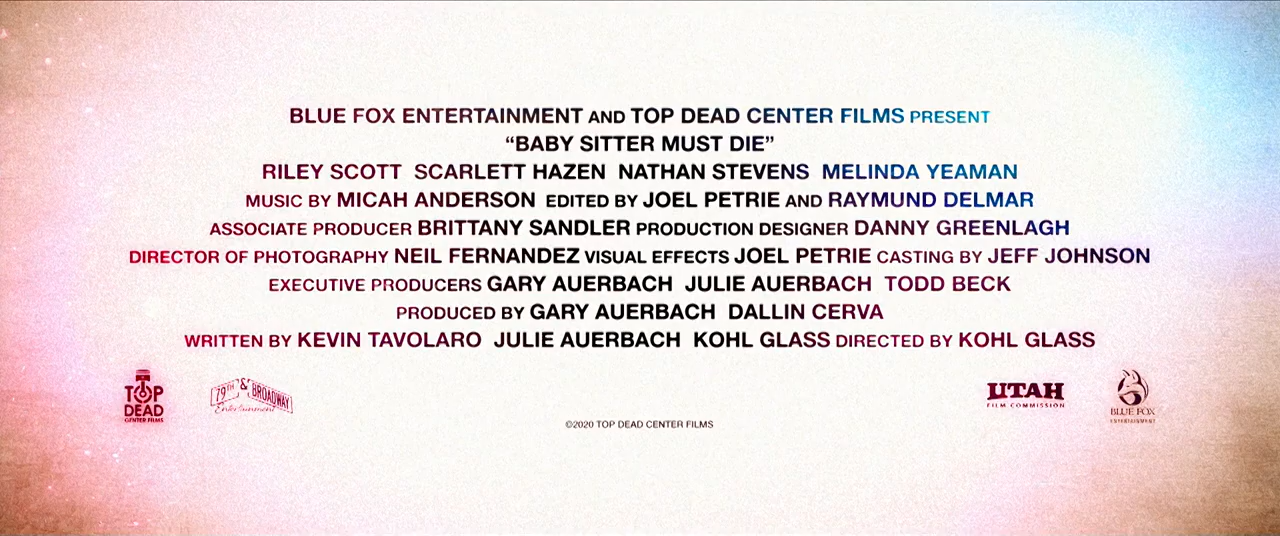 BLUE FOX ENTERTAINMENT AND TOP DEAD CENTER FILMS PRESENT
“BABY SITTER MUST DIE”
RILEY SCOTT SCARLETT HAZEN NATHAN STEVENS MELINDA YEAMAN
MUSIC BY MICAH ANDERSON EDITED BY JOEL PETRIE AND RAYMUND DELMAR
ASSOCIATE PRODUCER BRITTANY SANDLER PRODUCTION DESIGNER DANNY GREENLAGH
DIRECTOR OF PHOTOGRAPHY NEIL FERNANDEZ VISUAL EFFECTS JOEL PETRIE CASTING BY JEFF JOHNSON
EXECUTIVE PRODUCERS GARY AUERBACH JULIE AUERBACH TODD BECK
PRODUCED BY GARY AUERBACH DALLIN CERVA
WRITTEN BY KEVIN TAVOLARO JULIE AUERBACH KOHL GLASS DIRECTED BY KOHL GLASS
TOP
DEAD
CENTER FILMS
79TH & BROADWAY
Entertainment
UTAH
FILM COMMISSION
BLUE FOX
ENTERTAINMENT
©2020 TOP DEAD CENTER FILMS